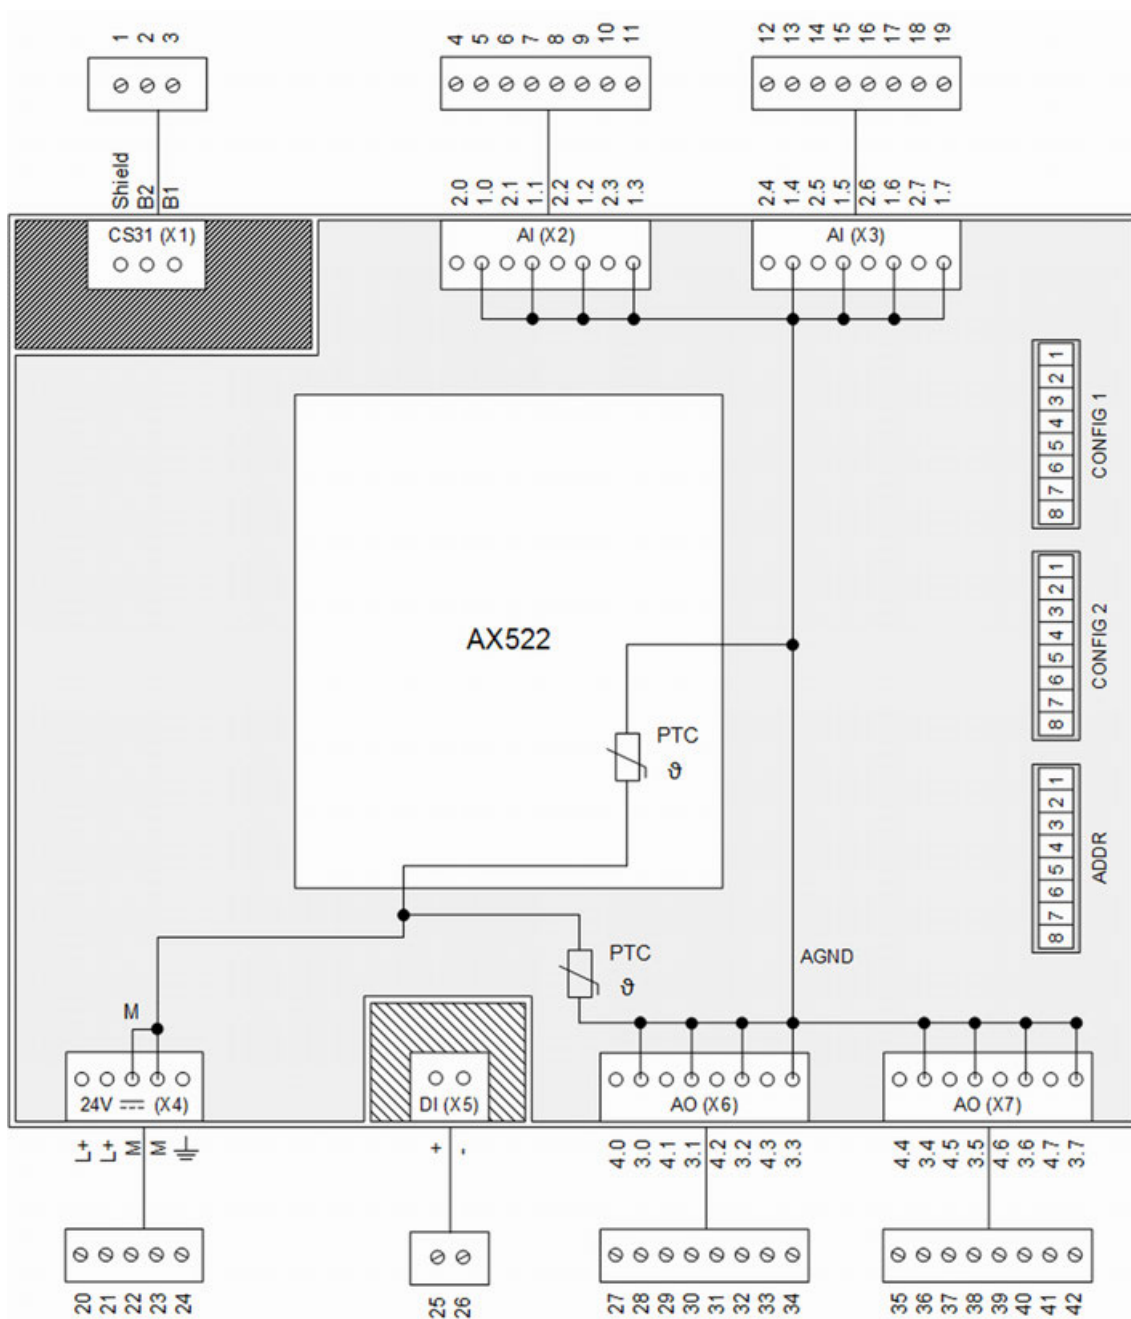 1 2 3
4 5 6 7 8 9 10 11
12 13 14 15 16 17 18 19
Shield B2 B1
2.0 1.0 2.1 1.1 2.2 1.2 2.3 1.3
2.4 1.4 2.5 1.5 2.6 1.6 2.7 1.7
CS31 (X1)
AI (X2)
AI (X3)
1 2 3 4 5 6 7 8
CONFIG 1
AX522
1 2 3 4 5 6 7 8
CONFIG 2
PTC
ϑ
1 2 3 4 5 6 7 8
ADDR
PTC
ϑ
AGND
M
24V (X4)
DI (X5)
AO (X6)
AO (X7)
L+ L+ M M
+ -
4.0 3.0 4.1 3.1 4.2 3.2 4.3 3.3
4.4 3.4 4.5 3.5 4.6 3.6 4.7 3.7
20 21 22 23 24
25 26
27 28 29 30 31 32 33 34
35 36 37 38 39 40 41 42